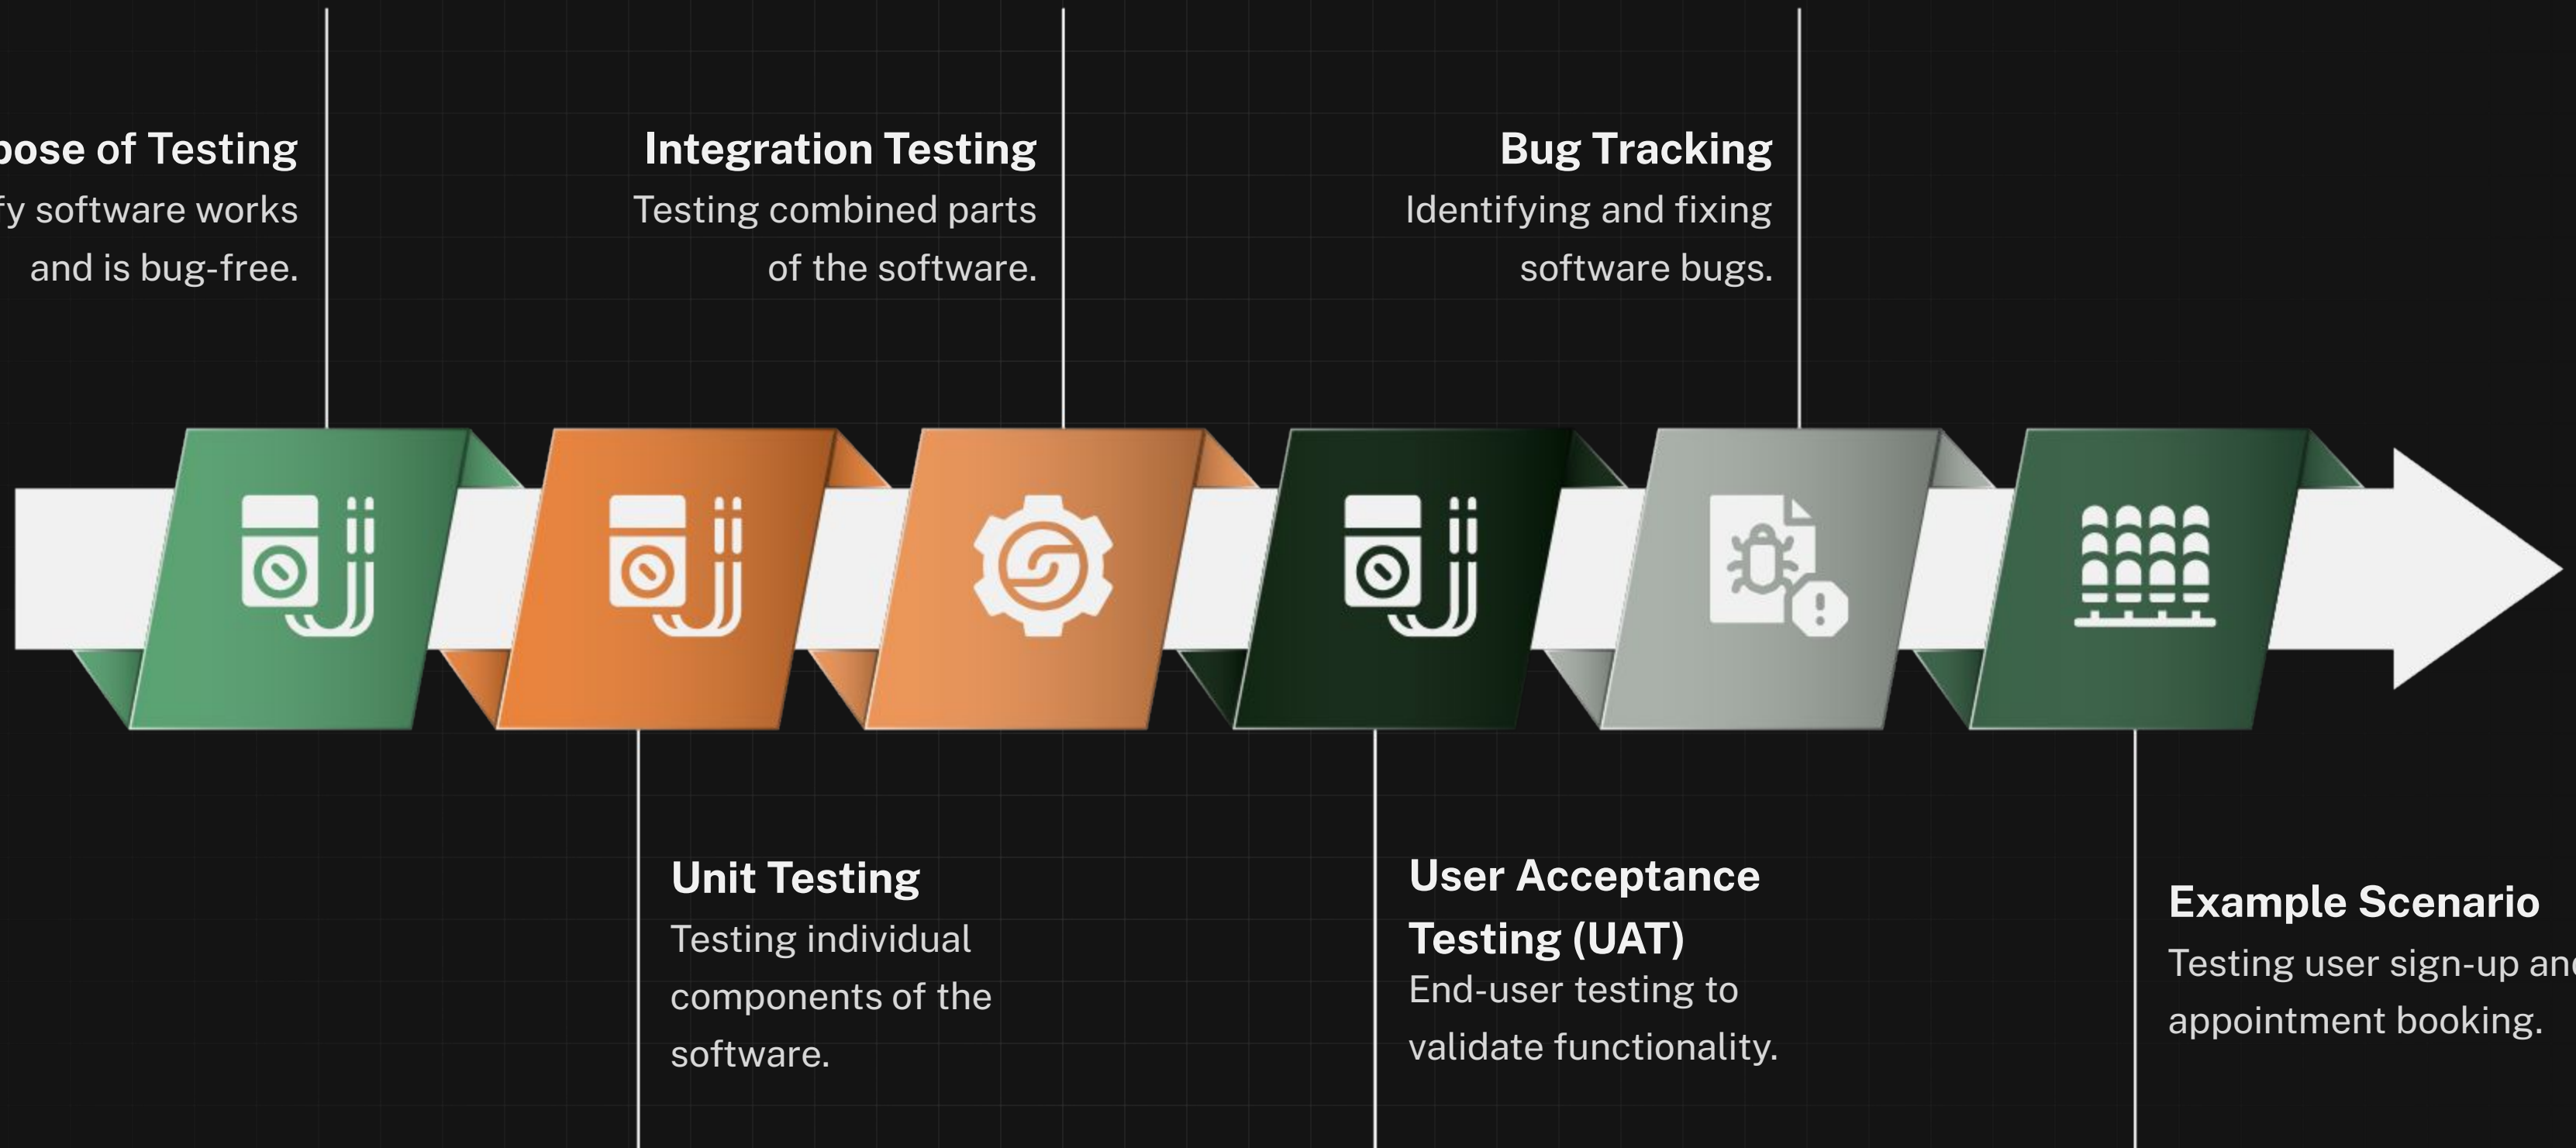 pose of Testing
fy software works
and is bug-free.
Integration Testing
Testing combined parts
of the software.
Bug Tracking
Identifying and fixing
software bugs.
Unit Testing
Testing individual
components of the
software.
User Acceptance
Testing (UAT)
End-user testing to
validate functionality.
Example Scenario
Testing user sign-up and
appointment booking.